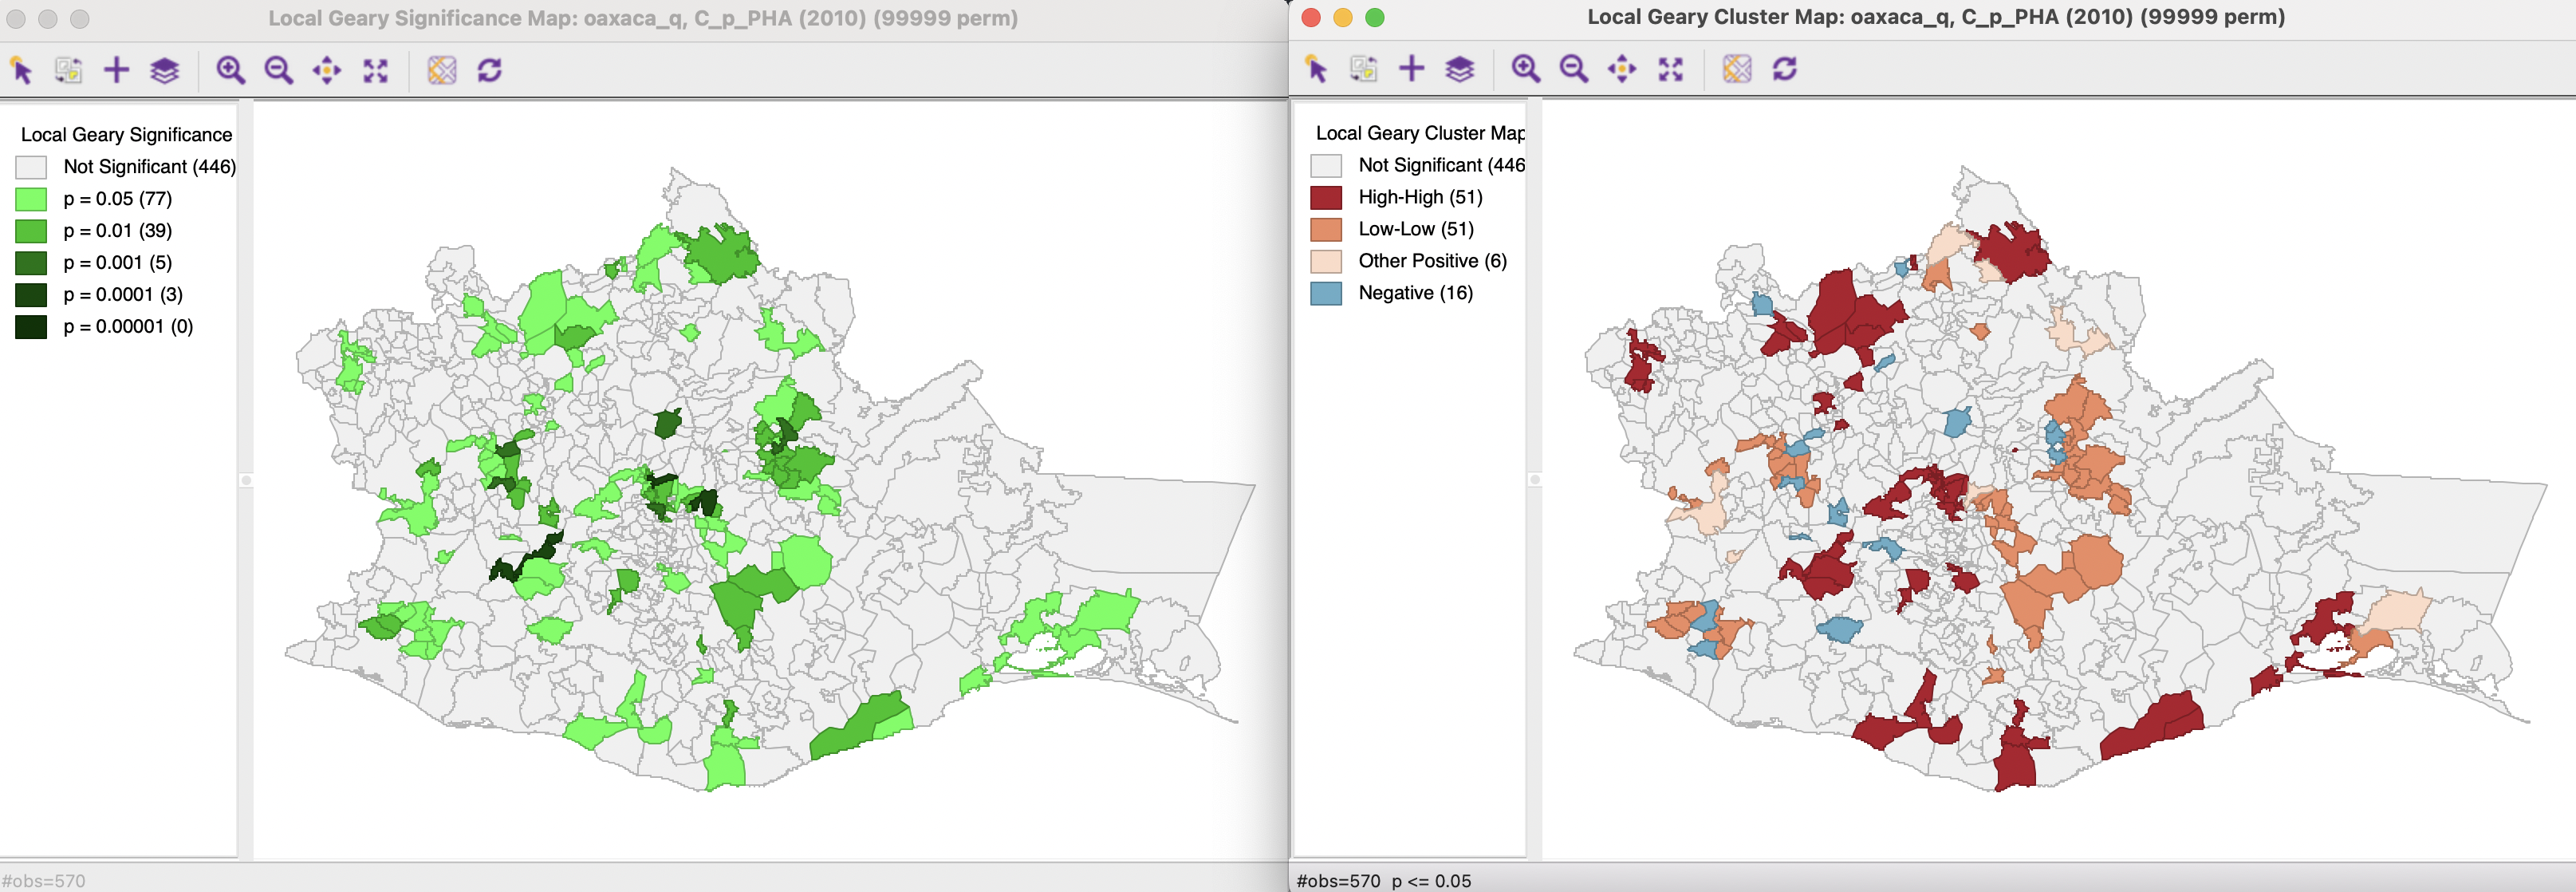 Local Geary Significance Map: oaxaca_q, C_p_PHA (2010) (99999 perm)
Local Geary Significance
Not Significant (446)
p = 0.05 (77)
p = 0.01 (39)
p = 0.001 (5)
p = 0.0001 (3)
p = 0.00001 (0)
#obs=570
Local Geary Cluster Map: oaxaca_q, C_p_PHA (2010) (99999 perm)
Local Geary Cluster Map
Not Significant (446
High-High (51)
Low-Low (51)
Other Positive (6)
Negative (16)
#obs=570 p <= 0.05